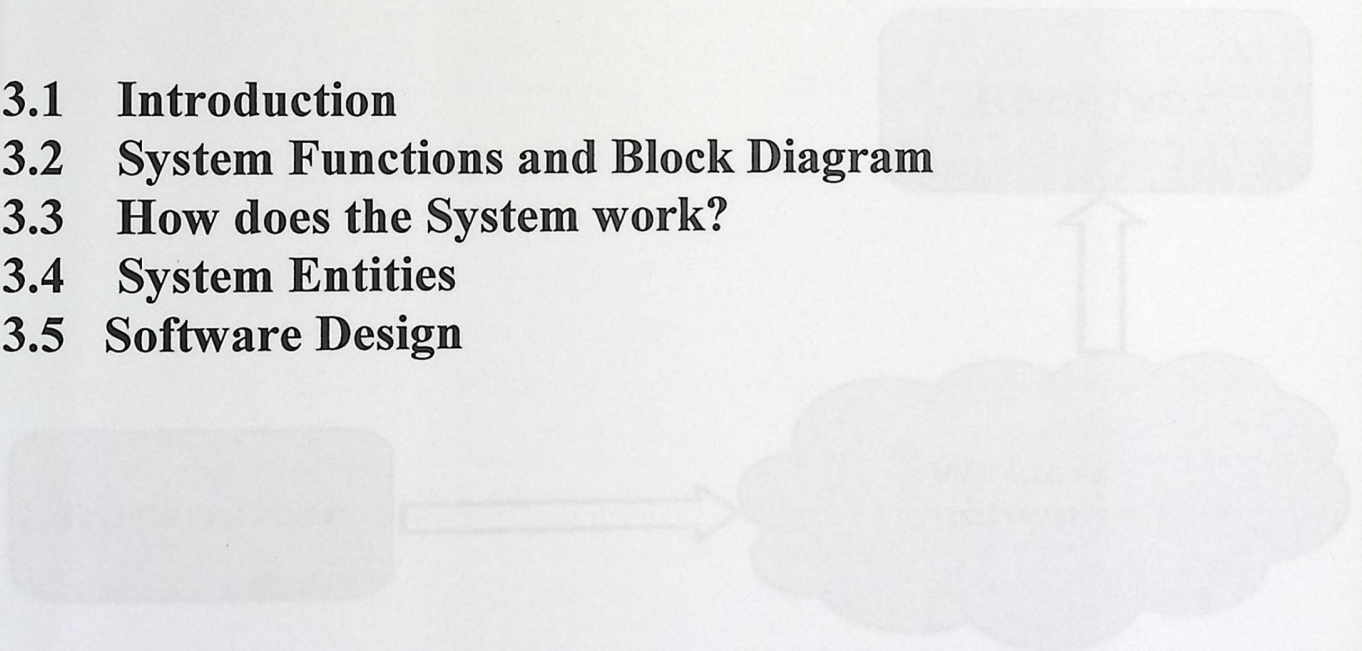 3.1 Introduction
3.2 System Functions and Block Diagram
3.3 How does the System work?
3.4 System Entities
3.5 Software Design